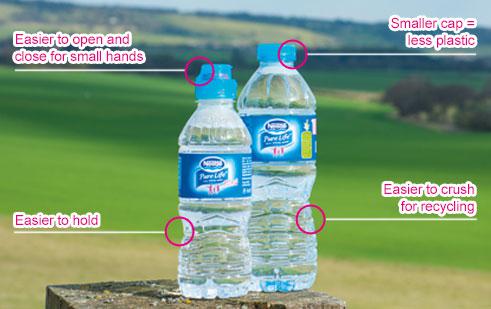 Easier to open and
close for small hands
Smaller cap =
less plastic
Nestlé
Pure Life
Nestlé
Pure Life
Easier to hold
Easier to crush
for recycling